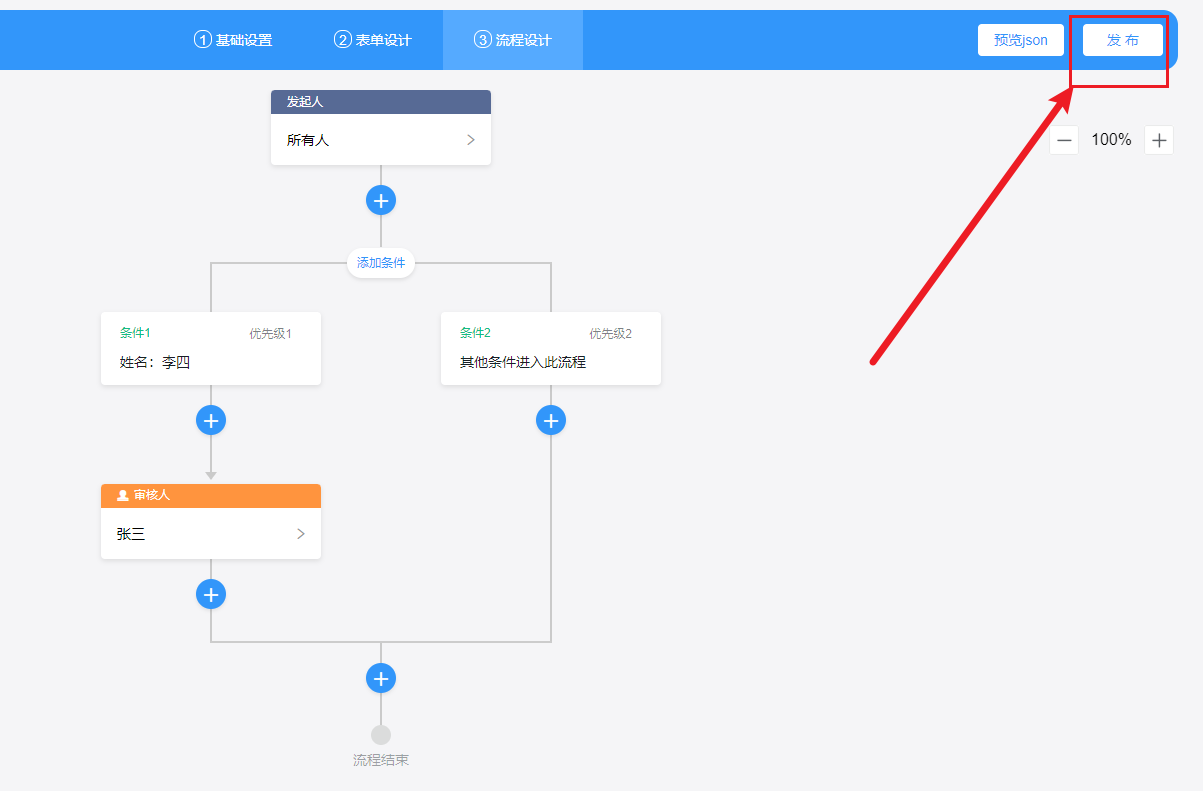 ① 基础设置 ② 表单设计 ③ 流程设计 预览json 发 布
发起人
所有人
100%
添加条件
条件1 优先级1
姓名：李四
条件2 优先级2
其他条件进入此流程
审核人
张三
流程结束